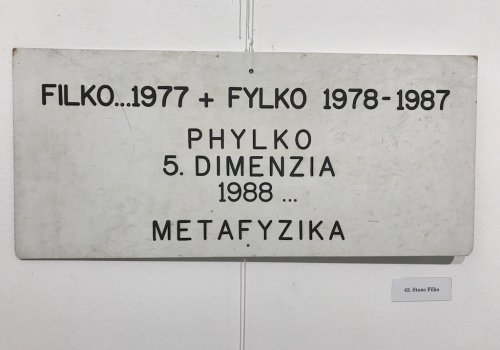 FILKO...1977 + FYLKO 1978-1987
PHYLKO
5. DIMENZIA
1988 ...
METAFYZIKA
42. Stano Filko